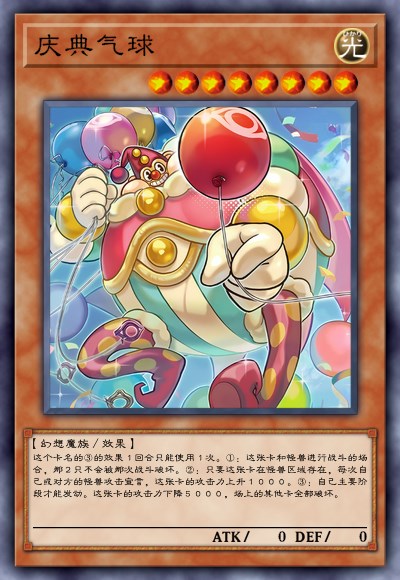 庆典气球
ひかり
光
【幻想魔族／效果】
这个卡名的③的效果１回合只能使用１次。①：这张卡和怪兽进行战斗的场
合，那２只不会被那次战斗破坏。②：只要这张卡在怪兽区域存在，每次自
己或对方的怪兽攻击宣言，这张卡的攻击力上升１０００。③：自己主要阶
段才能发动。这张卡的攻击力下降５０００，场上的其他卡全部破坏。
ATK/ 0 DEF/ 0